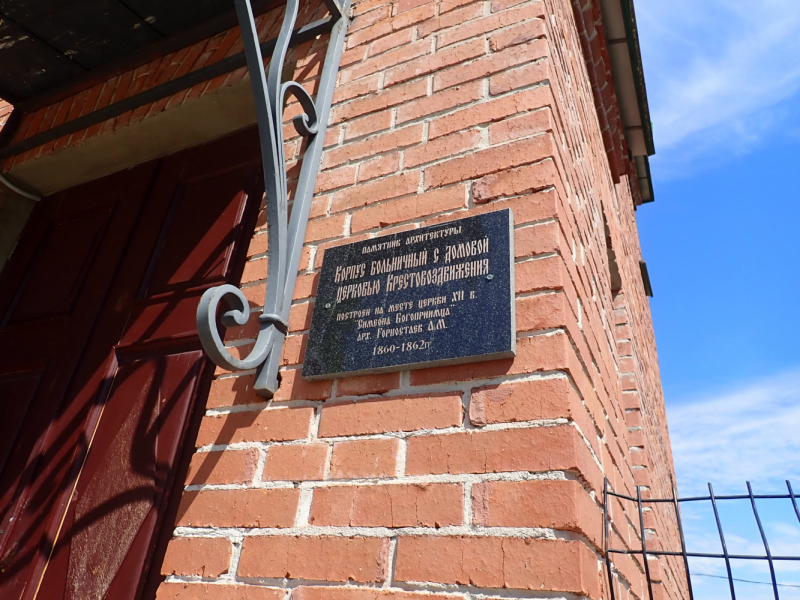 Памятник архитектуры
Корпус больничный с домовой
церковью Крестовоздвижения
построен на месте церкви XII в.
"Симеона Богоприимца"
арх. Горностаев А.М.
1860-1862гг.